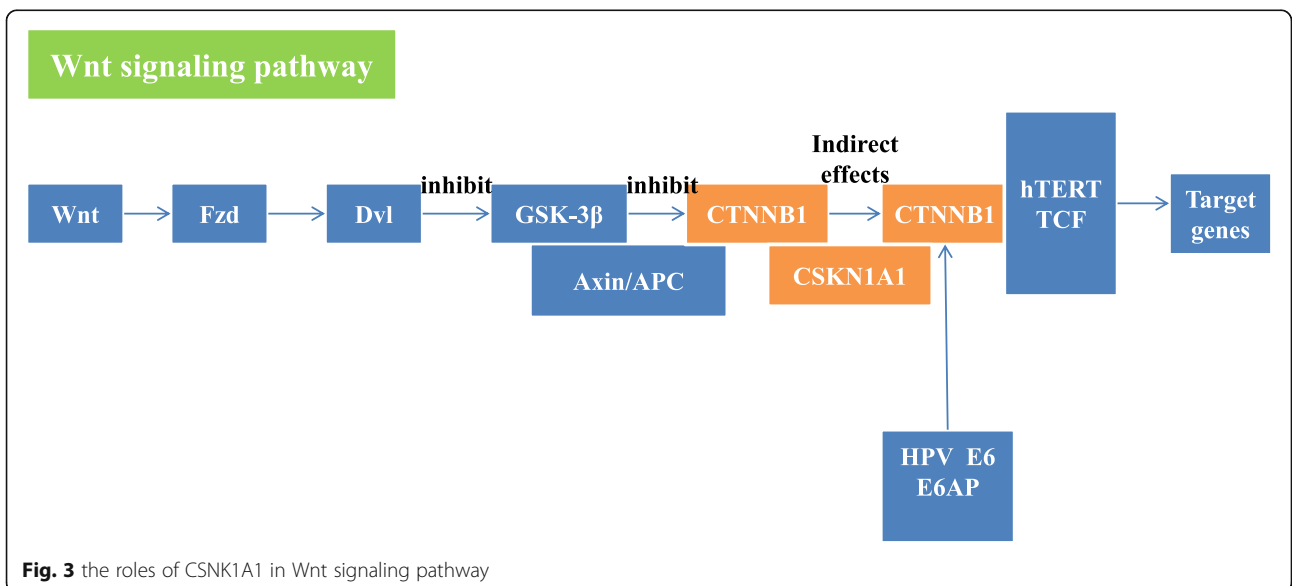 Wnt signaling pathway
Indirect
effects
inhibit
inhibit
Wnt
Fzd
Dvl
GSK-3β
CTNNB1
CTNNB1
hTERT
TCF
Target
genes
Axin/APC
CSKN1A1
HPV E6
E6AP
Fig. 3 the roles of CSNK1A1 in Wnt signaling pathway